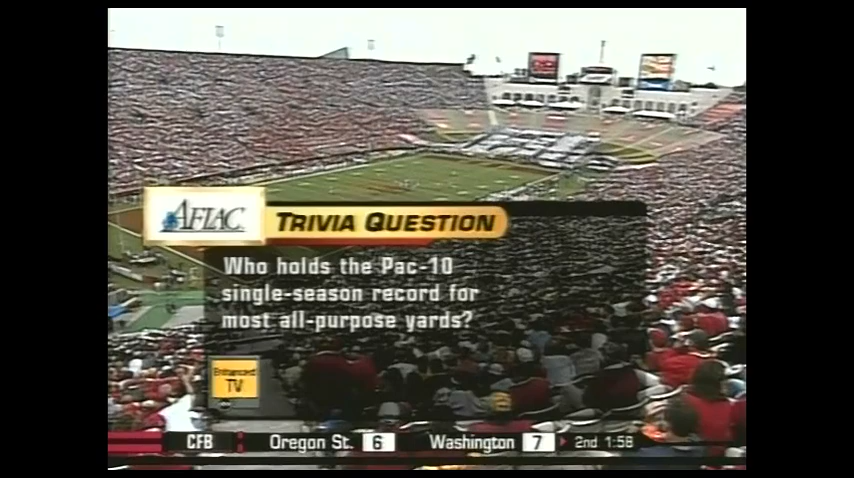 AFLAC
TRIVIA QUESTION
Who holds the Pac-10
single-season record for
most all-purpose yards?
Enhanced
TV
CFB Oregon St. 6 Washington 7 2nd 1:58